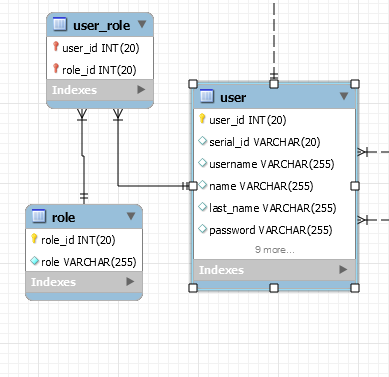 user_role
user_id INT(20)
role_id INT(20)
Indexes
user
user_id INT(20)
serial_id VARCHAR(20)
username VARCHAR(255)
name VARCHAR(255)
last_name VARCHAR(255)
password VARCHAR(255)
9 more...
Indexes
role
role_id INT(20)
role VARCHAR(255)
Indexes